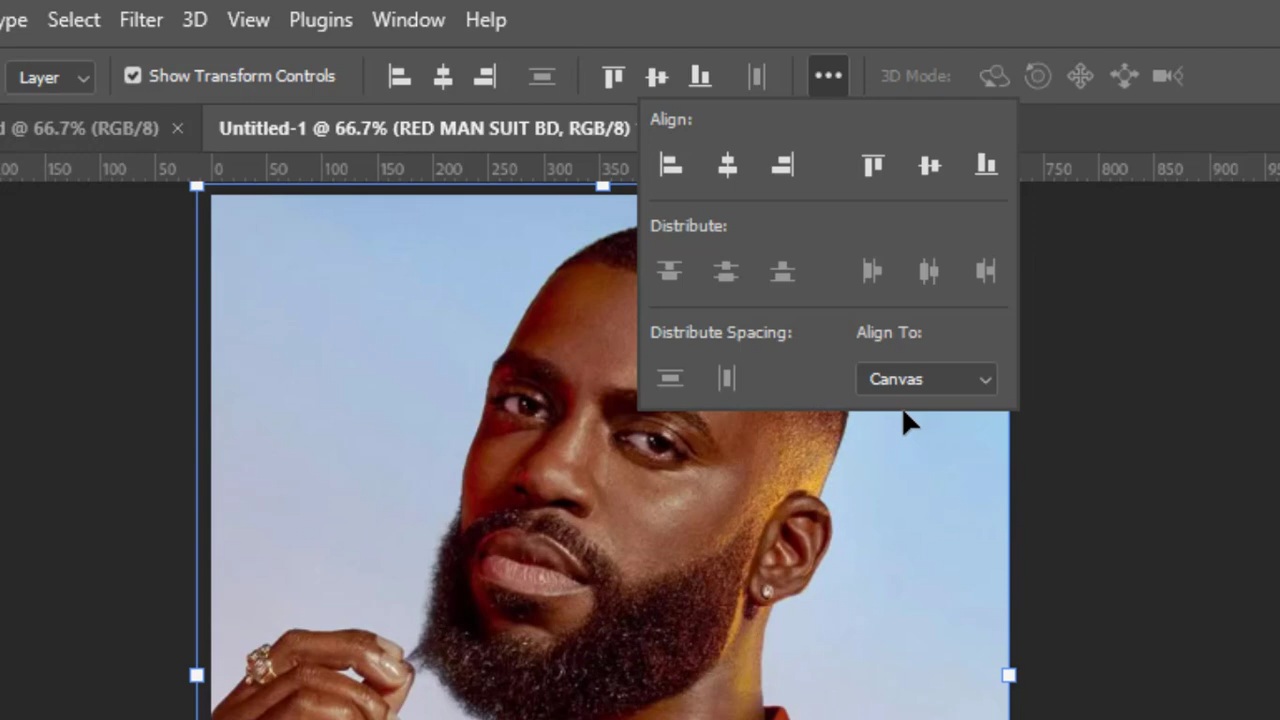 ype Select Filter 3D View Plugins Window Help
Layer Show Transform Controls 3D Mode:
d @ 66.7% (RGB/8) × Untitled-1 @ 66.7% (RED MAN SUIT BD, RGB/8)
00 150 100 50 0 50 100 150 200 250 300 350 750 800 850 900 95
Align:
Distribute:
Distribute Spacing: Align To:
Canvas